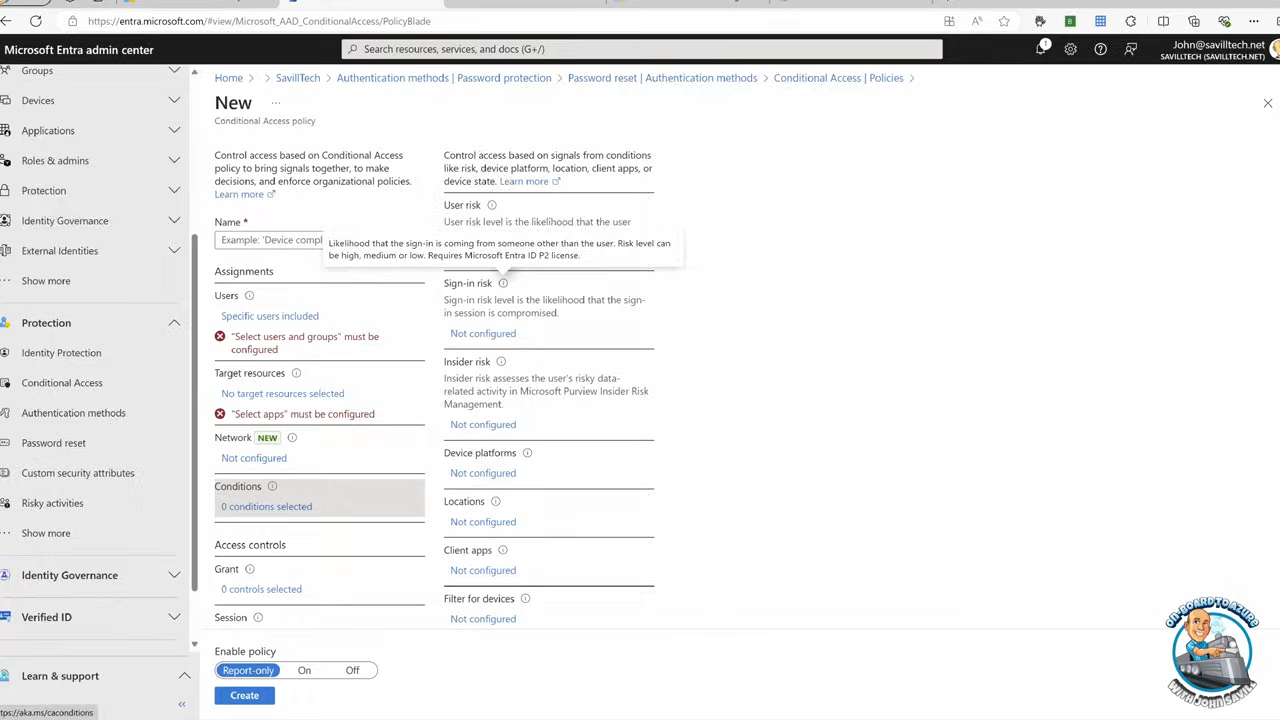 https://entra.microsoft.com/#view/Microsoft_AAD_ConditionalAccess/PolicyBlade
Microsoft Entra admin center
Search resources, services, and docs (G+/)
1
John@savilltech.net
SAVILLTECH (SAVILLTECH.NET)
Groups
Devices
Applications
Roles & admins
Protection
Identity Governance
External Identities
Show more
Protection
Identity Protection
Conditional Access
Authentication methods
Password reset
Custom security attributes
Risky activities
Show more
Identity Governance
Verified ID
Learn & support
tps://aka.ms/caconditions
Home > > SavillTech > Authentication methods | Password protection > Password reset | Authentication methods > Conditional Access | Policies >
New ...
Conditional Access policy
Control access based on Conditional Access
policy to bring signals together, to make
decisions, and enforce organizational policies.
Learn more
Name *
Example: 'Device compl
Assignments
Users
Specific users included
"Select users and groups" must be
configured
Target resources
No target resources selected
"Select apps" must be configured
Network NEW
Not configured
Conditions
0 conditions selected
Access controls
Grant
0 controls selected
Session
Control access based on signals from conditions
like risk, device platform, location, client apps, or
device state. Learn more
User risk
User risk level is the likelihood that the user
Likelihood that the sign-in is coming from someone other than the user. Risk level can
be high, medium or low. Requires Microsoft Entra ID P2 license.
Sign-in risk
Sign-in risk level is the likelihood that the sign-
in session is compromised.
Not configured
Insider risk
Insider risk assesses the user's risky data-
related activity in Microsoft Purview Insider Risk
Management.
Not configured
Device platforms
Not configured
Locations
Not configured
Client apps
Not configured
Filter for devices
Not configured
Enable policy
Report-only On Off
Create
ON-BOARD TO AZURE
WITH JOHN SAVILL